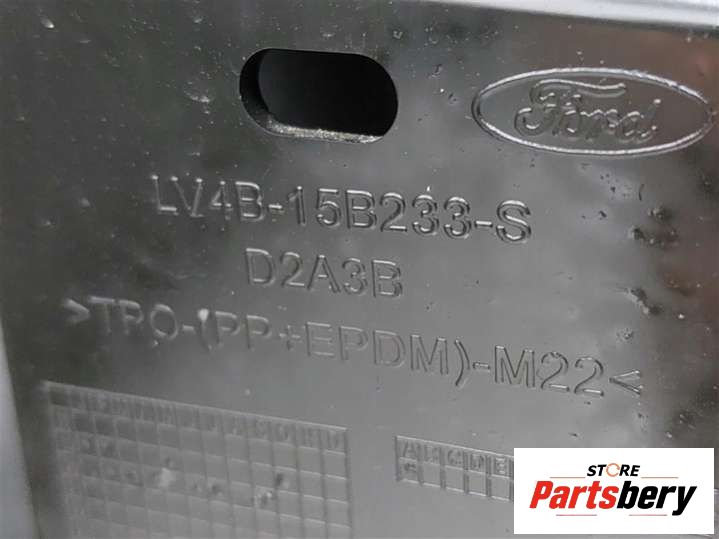 Ford
LV4B-15B233-S
D2A3B
>TPO-(PP+EPDM)-M22<
STORE
Partsbery